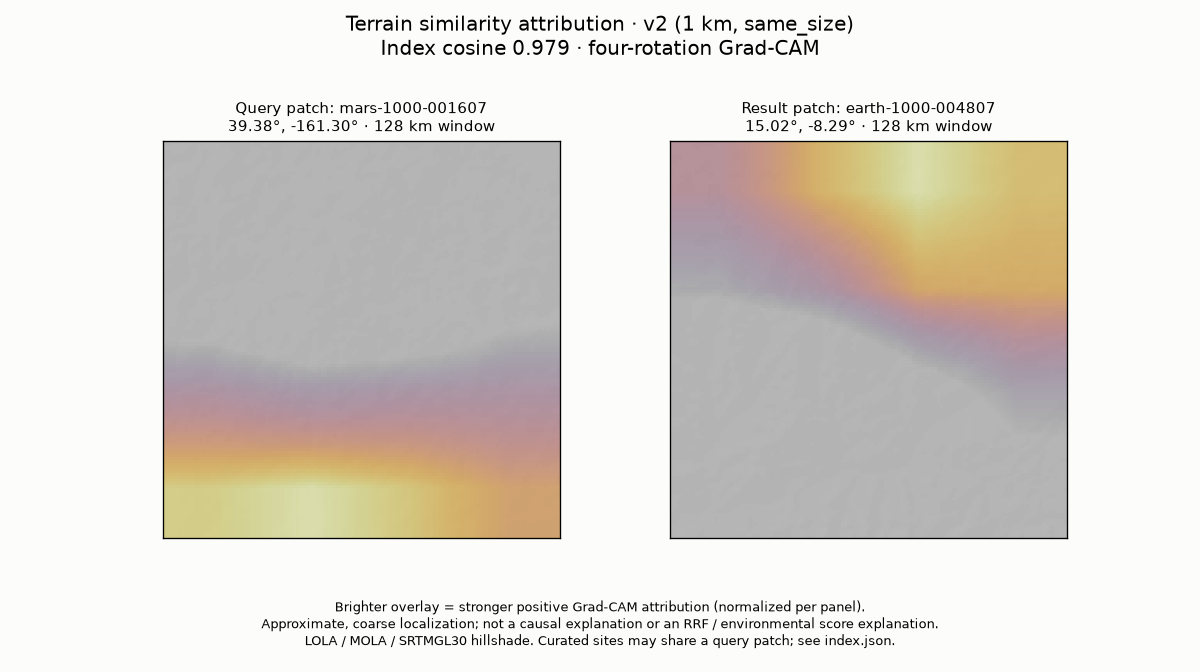 Terrain similarity attribution · v2 (1 km, same_size)
Index cosine 0.979 · four-rotation Grad-CAM
Query patch: mars-1000-001607
39.38°, -161.30° · 128 km window
Result patch: earth-1000-004807
15.02°, -8.29° · 128 km window
Brighter overlay = stronger positive Grad-CAM attribution (normalized per panel).
Approximate, coarse localization; not a causal explanation or an RRF / environmental score explanation.
LOLA / MOLA / SRTMGL30 hillshade. Curated sites may share a query patch; see index.json.